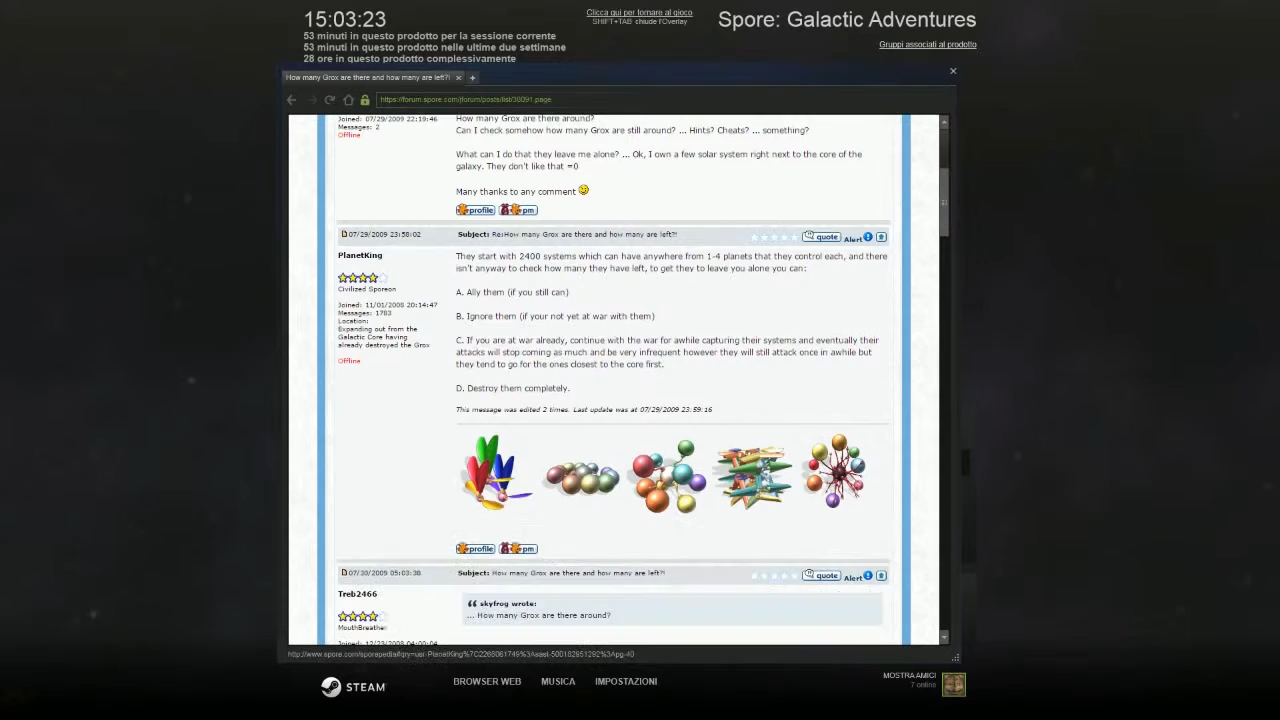 15:03:23
53 minuti in questo prodotto per la sessione corrente
53 minuti in questo prodotto nelle ultime due settimane
28 ore in questo prodotto complessivamente
Clicca qui per tornare al gioco
SHIFT+TAB chiude l'Overlay
Spore: Galactic Adventures
Gruppi associati al prodotto
How many Grox are there and how many are left?!
https://forum.spore.com/jforum/posts/list/30091.page
Joined: 07/29/2009 22:19:46
Messages: 2
Offline
How many Grox are there around?
Can I check somehow how many Grox are still around? ... Hints? Cheats? ... something?
What can I do that they leave me alone? ... Ok, I own a few solar system right next to the core of the
galaxy. They don't like that =0
Many thanks to any comment
profile pm
07/29/2009 23:58:02
Subject: Re:How many Grox are there and how many are left?!
quote Alert
PlanetKing
Civilized Sporeon
Joined: 11/01/2008 20:14:47
Messages: 1783
Location:
Expanding out from the
Galactic Core having
already destroyed the Grox
Offline
They start with 2400 systems which can have anywhere from 1-4 planets that they control each, and there
isn't anyway to check how many they have left, to get they to leave you alone you can:
A. Ally them (if you still can)
B. Ignore them (if your not yet at war with them)
C. If you are at war already, continue with the war for awhile capturing their systems and eventually their
attacks will stop coming as much and be very infrequent however they will still attack once in awhile but
they tend to go for the ones closest to the core first.
D. Destroy them completely.
This message was edited 2 times. Last update was at 07/29/2009 23:59:16
profile pm
07/30/2009 05:03:38
Subject: How many Grox are there and how many are left?!
quote Alert
Treb2466
MouthBreather
Joined: 12/23/2009 04:00:04
skyfrog wrote:
... How many Grox are there around?
STEAM
BROWSER WEB
MUSICA
IMPOSTAZIONI
MOSTRA AMICI
7 online